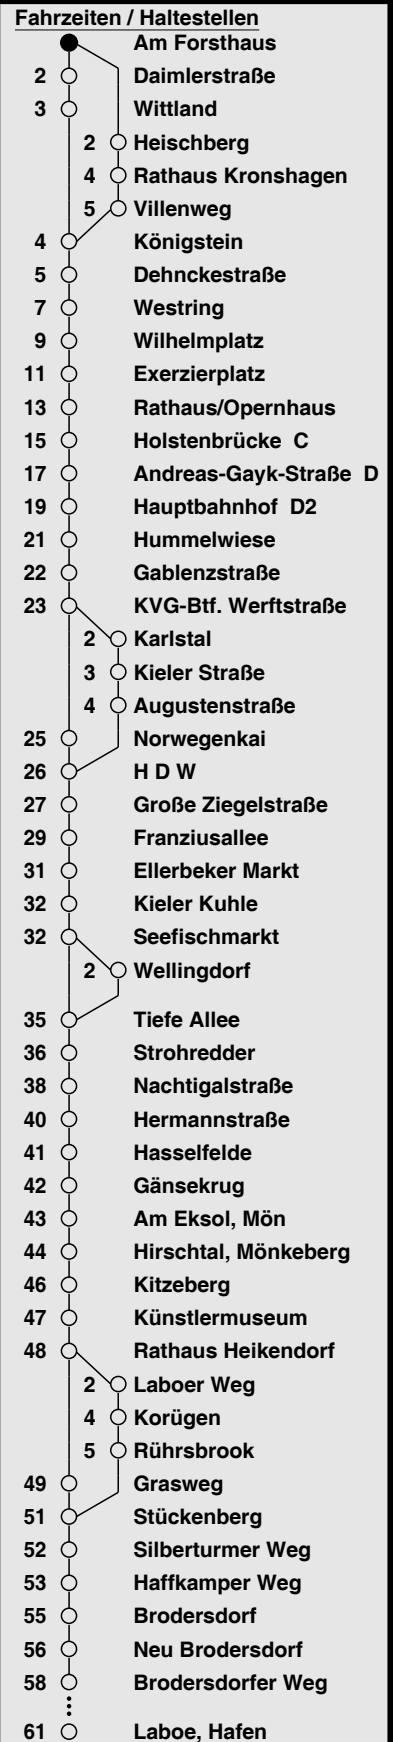 Fahrzeiten / Haltestellen
Am Forsthaus
2 Daimlerstraße
3 Wittland
2 Heischberg
4 Rathaus Kronshagen
5 Villenweg
4 Königstein
5 Dehnckestraße
7 Westring
9 Wilhelmplatz
11 Exerzierplatz
13 Rathaus/Opernhaus
15 Holstenbrücke C
17 Andreas-Gayk-Straße D
19 Hauptbahnhof D2
21 Hummelwiese
22 Gablenzstraße
23 KVG-Btf. Werftstraße
2 Karlstal
3 Kieler Straße
4 Augustenstraße
25 Norwegenkai
26 H D W
27 Große Ziegelstraße
29 Franziusallee
31 Ellerbeker Markt
32 Kieler Kuhle
32 Seefischmarkt
2 Wellingdorf
35 Tiefe Allee
36 Strohredder
38 Nachtigalstraße
40 Hermannstraße
41 Hasselfelde
42 Gänsekrug
43 Am Eksol, Mön
44 Hirschtal, Mönkeberg
46 Kitzeberg
47 Künstlermuseum
48 Rathaus Heikendorf
2 Laboer Weg
4 Korügen
5 Rührsbrook
49 Grasweg
51 Stückenberg
52 Silberturmer Weg
53 Haffkamper Weg
55 Brodersdorf
56 Neu Brodersdorf
58 Brodersdorfer Weg
61 Laboe, Hafen